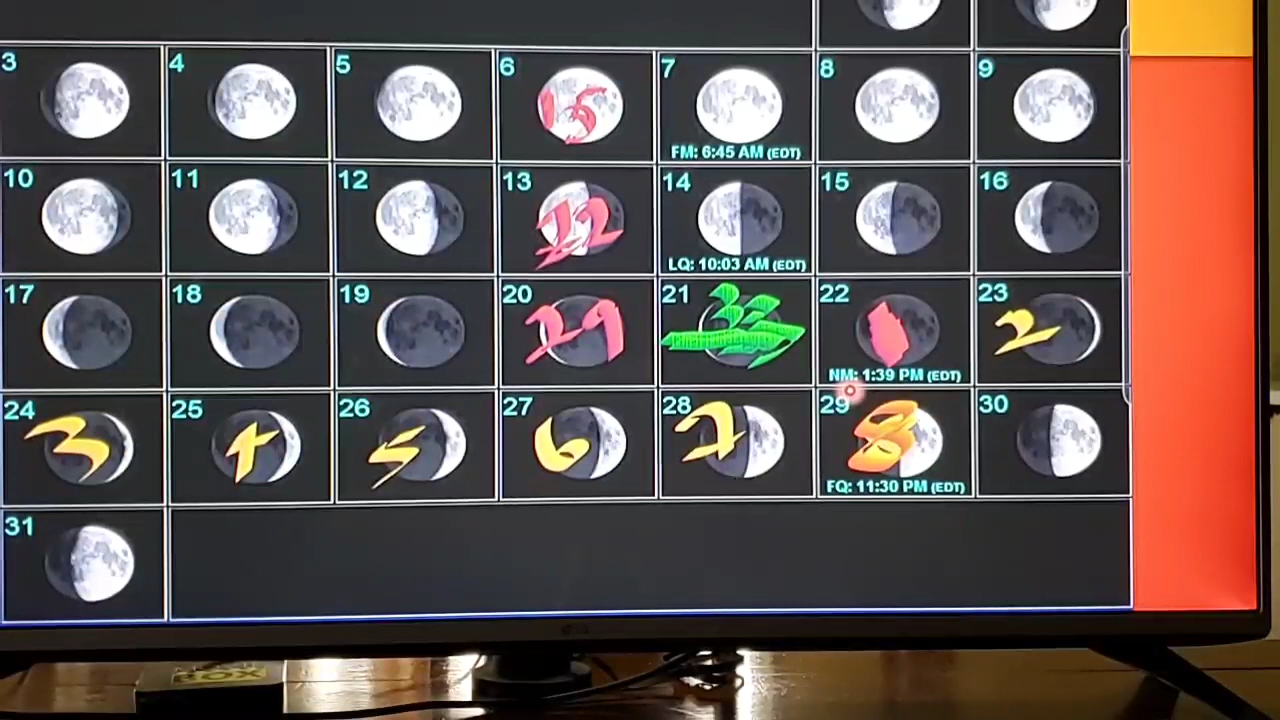 3 4 5 6 7 8 9
15
FM: 6:45 AM (EDT)
10 11 12 13 14 15 16
22
LQ: 10:03 AM (EDT)
17 18 19 20 21 22 23
29 2
NM: 1:39 PM (EDT)
24 25 26 27 28 29 30
3 4 5 6 7 8
FQ: 11:30 PM (EDT)
31
LG
BOX